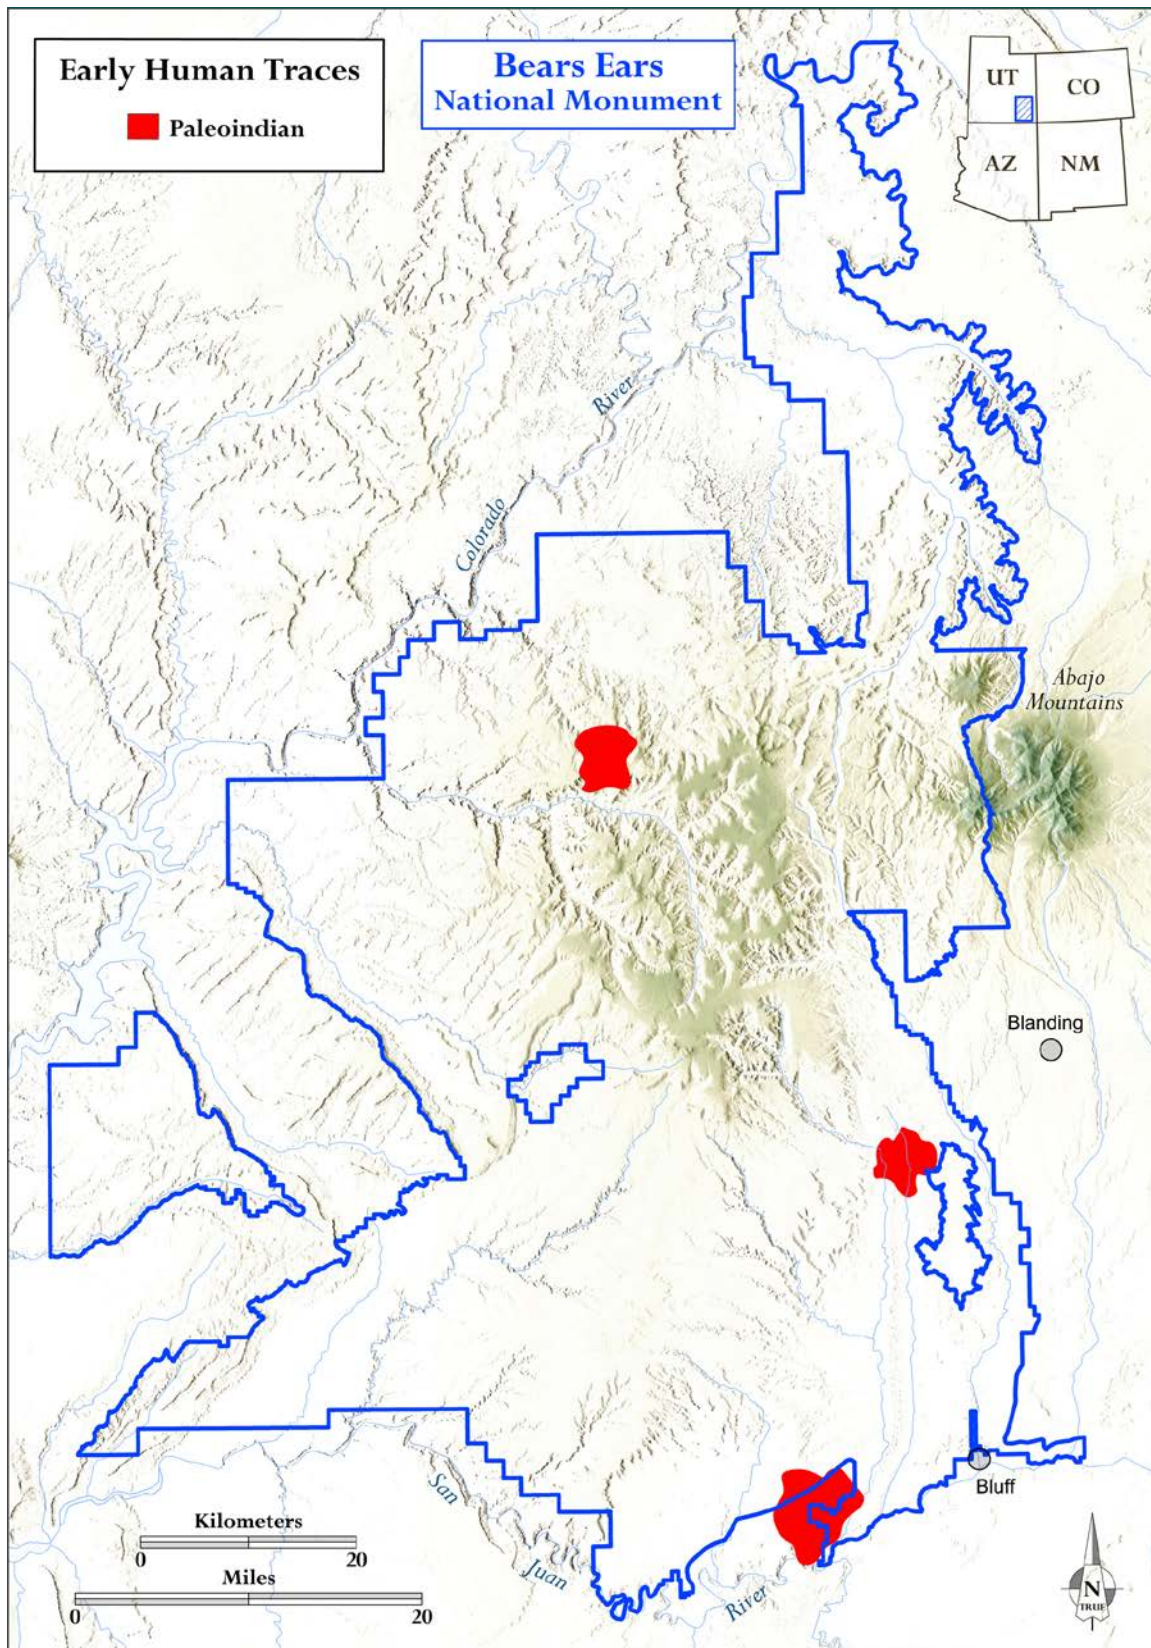 Early Human Traces
Paleoindian
Bears Ears
National Monument
UT
CO
AZ
NM
River
Colorado
Abajo
Mountains
Blanding
Bluff
San
Juan
River
Kilometers
0
20
Miles
0
20
N
TRUE